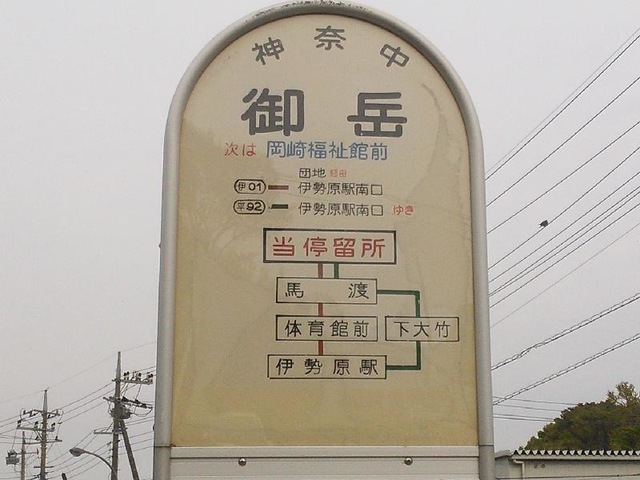 神奈中
御岳
次は 岡崎福祉館前
団地経由
伊01 伊勢原駅南口
平92 伊勢原駅南口 ゆき
当停留所
馬渡
体育館前 下大竹
伊勢原駅